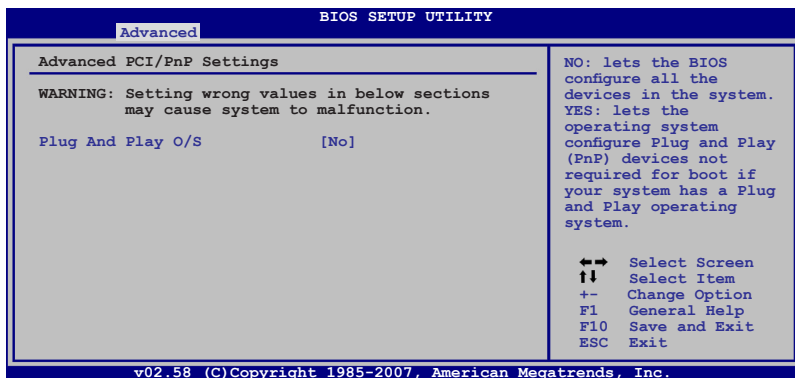 BIOS SETUP UTILITY
Advanced
Advanced PCI/PnP Settings
WARNING: Setting wrong values in below sections
may cause system to malfunction.
Plug And Play O/S [No]
NO: lets the BIOS
configure all the
devices in the system.
YES: lets the
operating system
configure Plug and Play
(PnP) devices not
required for boot if
your system has a Plug
and Play operating
system.
←→ Select Screen
↑↓ Select Item
+- Change Option
F1 General Help
F10 Save and Exit
ESC Exit
v02.58 (C)Copyright 1985-2007, American Megatrends, Inc.